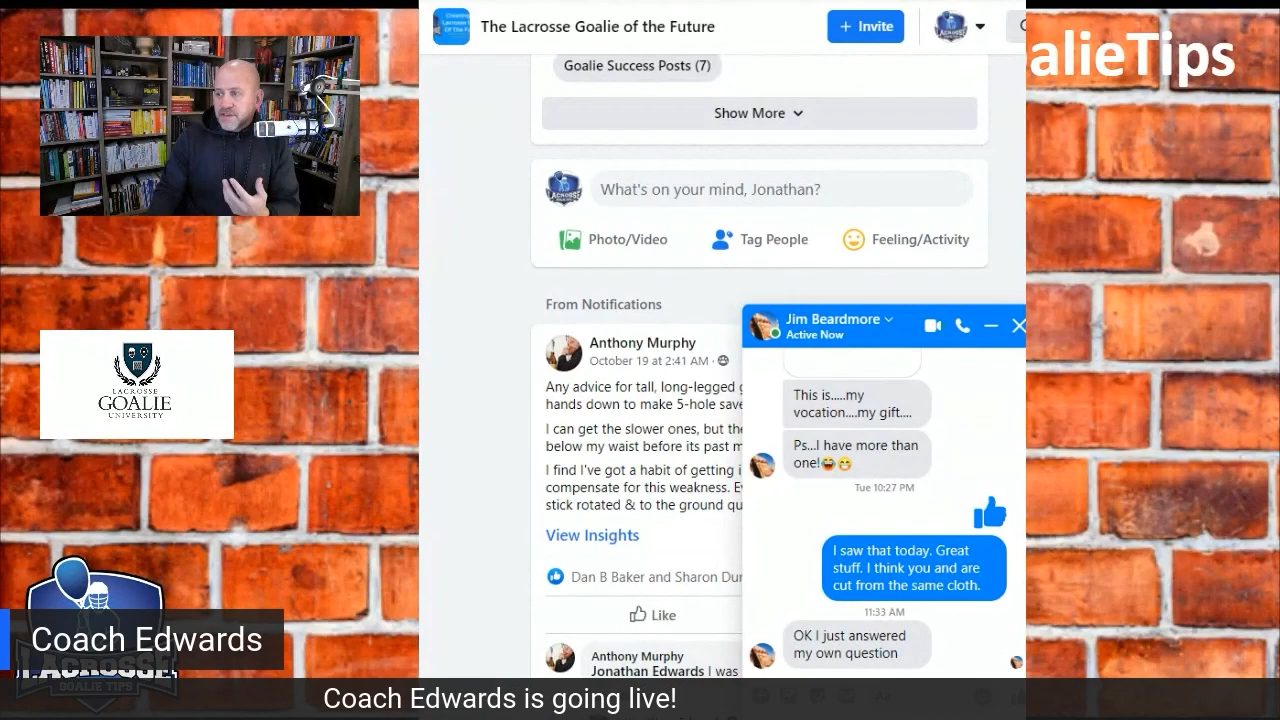 The Lacrosse Goalie of the Future
+ Invite
alieTips
Goalie Success Posts (7)
Show More
What's on your mind, Jonathan?
Photo/Video
Tag People
Feeling/Activity
From Notifications
Anthony Murphy
October 19 at 2:41 AM ·
Any advice for tall, long-legged g
hands down to make 5-hole save
I can get the slower ones, but the
below my waist before its past m
I find I've got a habit of getting i
compensate for this weakness. E
stick rotated & to the ground qu
View Insights
Dan B Baker and Sharon Dur
Like
Anthony Murphy
Jonathan Edwards I was
Jim Beardmore
Active Now
This is.....my
vocation....my gift....
Ps...I have more than
one!😂😁
Tue 10:27 PM
I saw that today. Great
stuff. I think you and are
cut from the same cloth.
11:33 AM
OK I just answered
my own question
LACROSSE
GOALIE
UNIVERSITY
Coach Edwards
LACROSSE
GOALIE TIPS
Coach Edwards is going live!